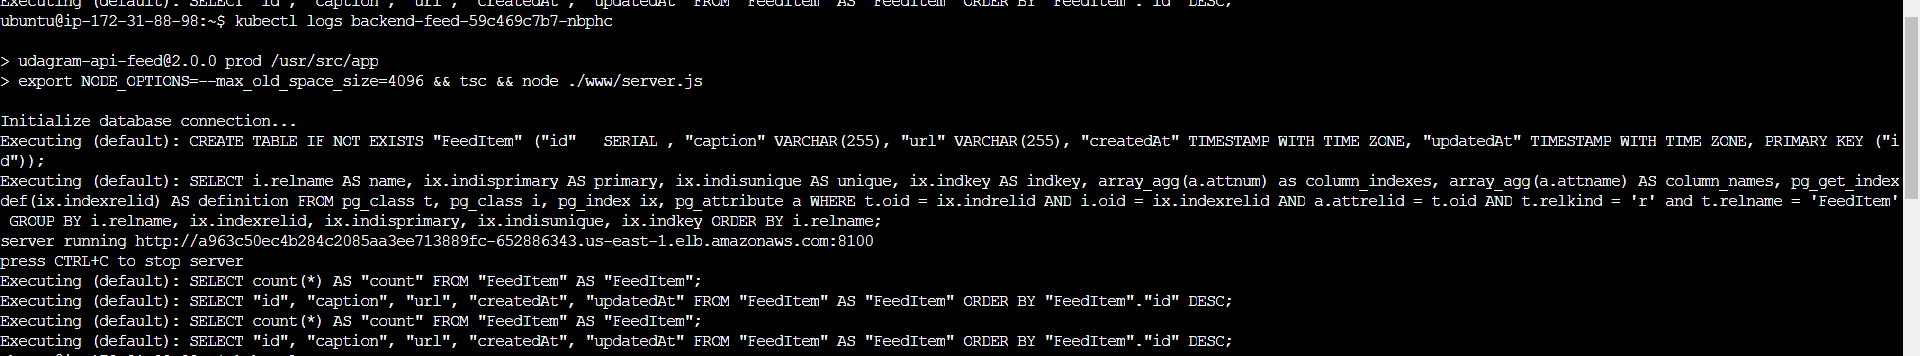 Executing (default): SELECT "id", "caption", "url", "createdAt", "updatedAt" FROM "FeedItem" AS "FeedItem" ORDER BY "FeedItem"."id" DESC;
ubuntu@ip-172-31-88-98:~$ kubectl logs backend-feed-59c469c7b7-nbphc
> udagram-api-feed@2.0.0 prod /usr/src/app
> export NODE_OPTIONS=--max_old_space_size=4096 && tsc && node ./www/server.js
Initialize database connection...
Executing (default): CREATE TABLE IF NOT EXISTS "FeedItem" ("id"   SERIAL , "caption" VARCHAR(255), "url" VARCHAR(255), "createdAt" TIMESTAMP WITH TIME ZONE, "updatedAt" TIMESTAMP WITH TIME ZONE, PRIMARY KEY ("i
d"));
Executing (default): SELECT i.relname AS name, ix.indisprimary AS primary, ix.indisunique AS unique, ix.indkey AS indkey, array_agg(a.attnum) as column_indexes, array_agg(a.attname) AS column_names, pg_get_index
def(ix.indexrelid) AS definition FROM pg_class t, pg_class i, pg_index ix, pg_attribute a WHERE t.oid = ix.indrelid AND i.oid = ix.indexrelid AND a.attrelid = t.oid AND t.relkind = 'r' and t.relname = 'FeedItem'
 GROUP BY i.relname, ix.indexrelid, ix.indisprimary, ix.indisunique, ix.indkey ORDER BY i.relname;
server running http://a963c50ec4b284c2085aa3ee713889fc-652886343.us-east-1.elb.amazonaws.com:8100
press CTRL+C to stop server
Executing (default): SELECT count(*) AS "count" FROM "FeedItem" AS "FeedItem";
Executing (default): SELECT "id", "caption", "url", "createdAt", "updatedAt" FROM "FeedItem" AS "FeedItem" ORDER BY "FeedItem"."id" DESC;
Executing (default): SELECT count(*) AS "count" FROM "FeedItem" AS "FeedItem";
Executing (default): SELECT "id", "caption", "url", "createdAt", "updatedAt" FROM "FeedItem" AS "FeedItem" ORDER BY "FeedItem"."id" DESC;